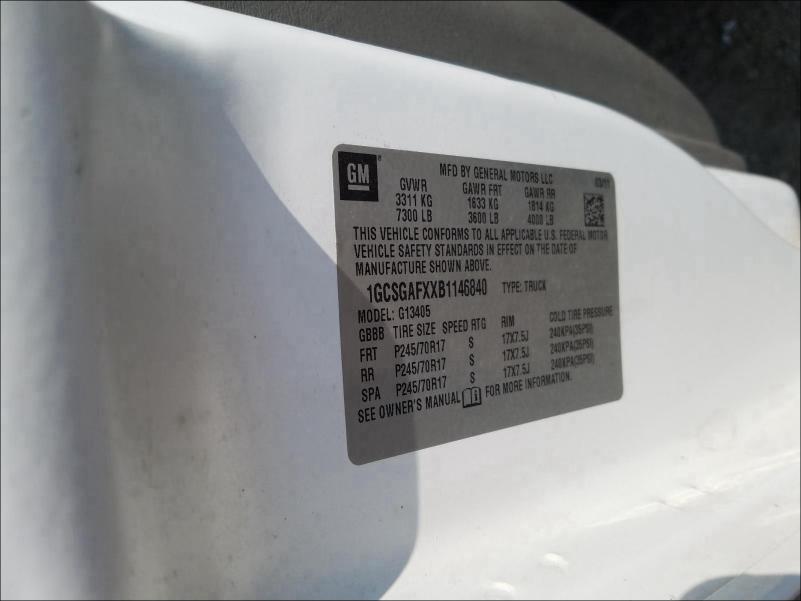 GM ®
MFD BY GENERAL MOTORS LLC 03/11
GVWR GAWR FRT GAWR RR
3311 KG 1633 KG 1814 KG
7300 LB 3600 LB 4000 LB
THIS VEHICLE CONFORMS TO ALL APPLICABLE U.S. FEDERAL MOTOR
VEHICLE SAFETY STANDARDS IN EFFECT ON THE DATE OF
MANUFACTURE SHOWN ABOVE.
1GCSGAFXXB1146840 TYPE: TRUCK
MODEL: G13405
GBBB TIRE SIZE SPEED RTG RIM COLD TIRE PRESSURE
FRT P245/70R17 S 17X7.5J 240KPA(35PSI)
RR P245/70R17 S 17X7.5J 240KPA(35PSI)
SPA P245/70R17 S 17X7.5J 240KPA(35PSI)
SEE OWNER'S MANUAL FOR MORE INFORMATION.